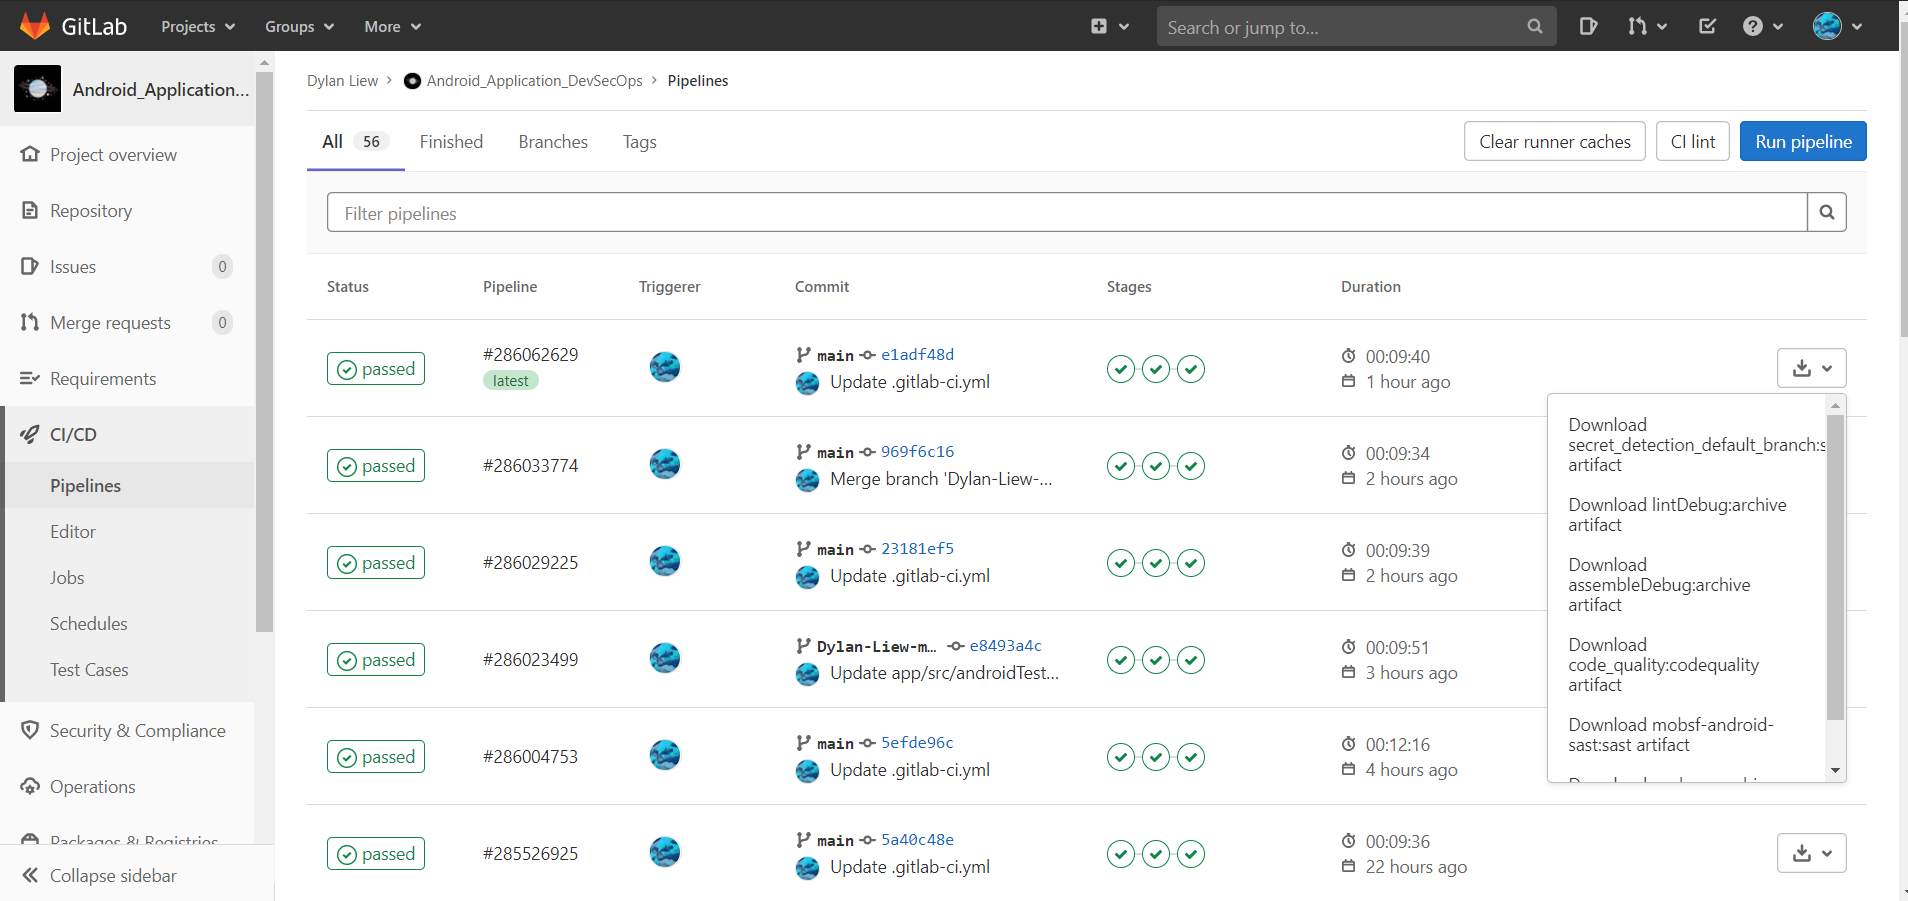 GitLab Projects Groups More Search or jump to...
Android_Application...
Project overview
Repository
Issues 0
Merge requests 0
Requirements
CI/CD
Pipelines
Editor
Jobs
Schedules
Test Cases
Security & Compliance
Operations
Packages & Registries
Collapse sidebar
Dylan Liew > Android_Application_DevSecOps > Pipelines
All 56 Finished Branches Tags Clear runner caches CI lint Run pipeline
Filter pipelines
Status Pipeline Triggerer Commit Stages Duration
passed #286062629 main e1adf48d 00:09:40
latest Update .gitlab-ci.yml 1 hour ago
passed #286033774 main 969f6c16 00:09:34
Merge branch 'Dylan-Liew-... 2 hours ago
passed #286029225 main 23181ef5 00:09:39
Update .gitlab-ci.yml 2 hours ago
passed #286023499 Dylan-Liew-m... e8493a4c 00:09:51
Update app/src/androidTest... 3 hours ago
passed #286004753 main 5efde96c 00:12:16
Update .gitlab-ci.yml 4 hours ago
passed #285526925 main 5a40c48e 00:09:36
Update .gitlab-ci.yml 22 hours ago
Download
secret_detection_default_branch:s
artifact
Download lintDebug:archive
artifact
Download
assembleDebug:archive
artifact
Download
code_quality:codequality
artifact
Download mobsf-android-
sast:sast artifact